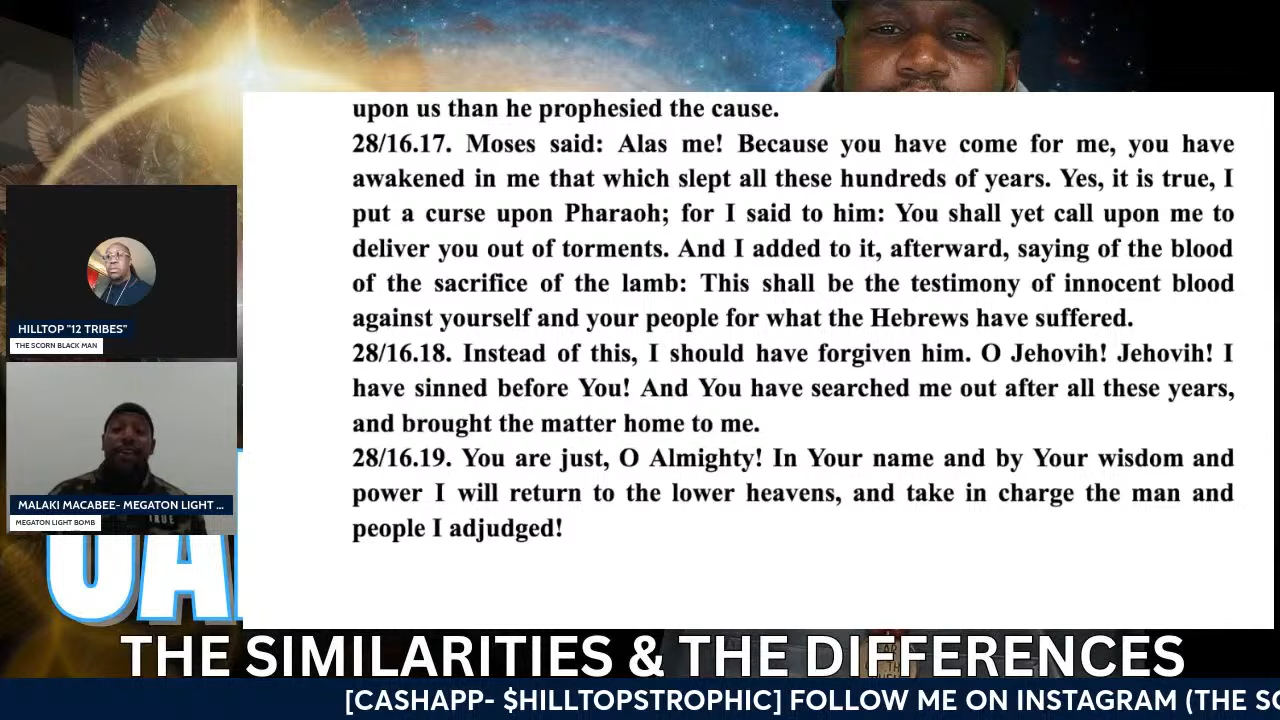 upon us than he prophesied the cause.
28/16.17. Moses said: Alas me! Because you have come for me, you have
awakened in me that which slept all these hundreds of years. Yes, it is true, I
put a curse upon Pharaoh; for I said to him: You shall yet call upon me to
deliver you out of torments. And I added to it, afterward, saying of the blood
of the sacrifice of the lamb: This shall be the testimony of innocent blood
against yourself and your people for what the Hebrews have suffered.
28/16.18. Instead of this, I should have forgiven him. O Jehovih! Jehovih! I
have sinned before You! And You have searched me out after all these years,
and brought the matter home to me.
28/16.19. You are just, O Almighty! In Your name and by Your wisdom and
power I will return to the lower heavens, and take in charge the man and
people I adjudged!
HILLTOP "12 TRIBES"
THE SCORN BLACK MAN
MALAKI MACABEE- MEGATON LIGHT ...
MEGATON LIGHT BOMB
THE SIMILARITIES & THE DIFFERENCES
[CASHAPP- $HILLTOPSTROPHIC] FOLLOW ME ON INSTAGRAM (THE